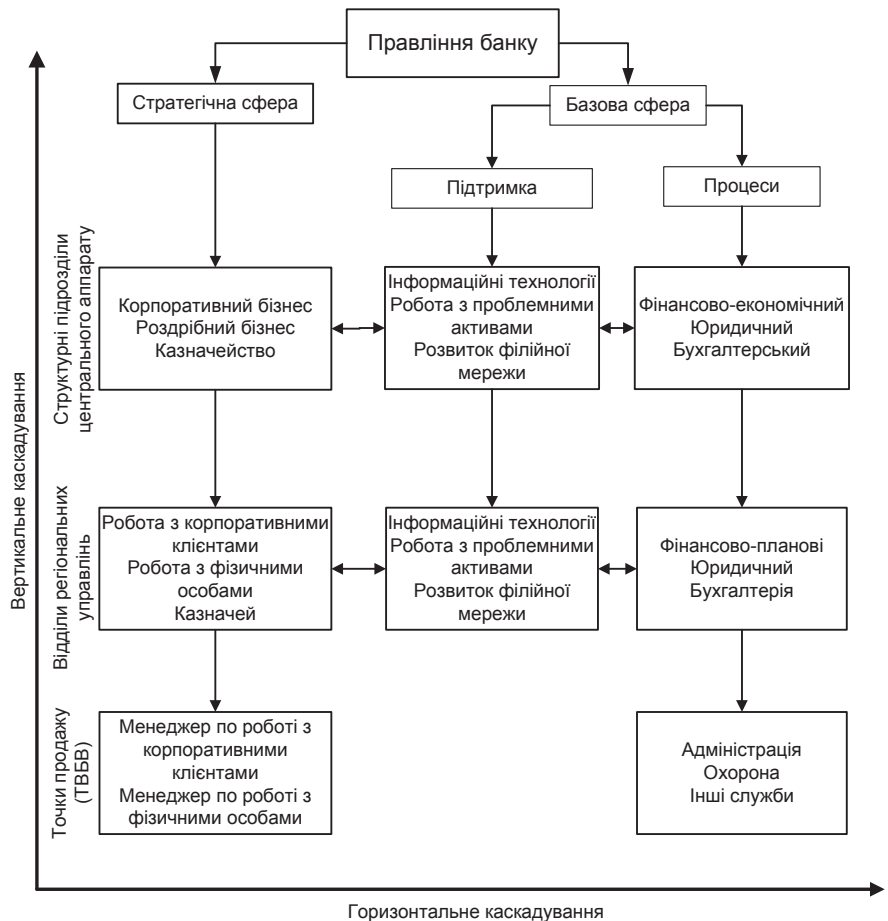 Правління банку
Стратегічна сфера
Базова сфера
Підтримка
Процеси
Вертикальне каскадування
Структурні підрозділи
центрального аппарату
Корпоративний бізнес
Роздрібний бізнес
Казначейство
Інформаційні технології
Робота з проблемними
активами
Розвиток філійної
мережи
Фінансово-економічний
Юридичний
Бухгалтерський
Відділи регіональних
управлінь
Робота з корпоративними
клієнтами
Робота з фізичними
особами
Казначей
Інформаційні технології
Робота з проблемними
активами
Розвиток філійної
мережи
Фінансово-планові
Юридичний
Бухгалтерія
Точки продажу
(ТВБВ)
Менеджер по роботі з
корпоративними
клієнтами
Менеджер по роботі з
фізичними особами
Адміністрація
Охорона
Інші служби
Горизонтальне каскадування